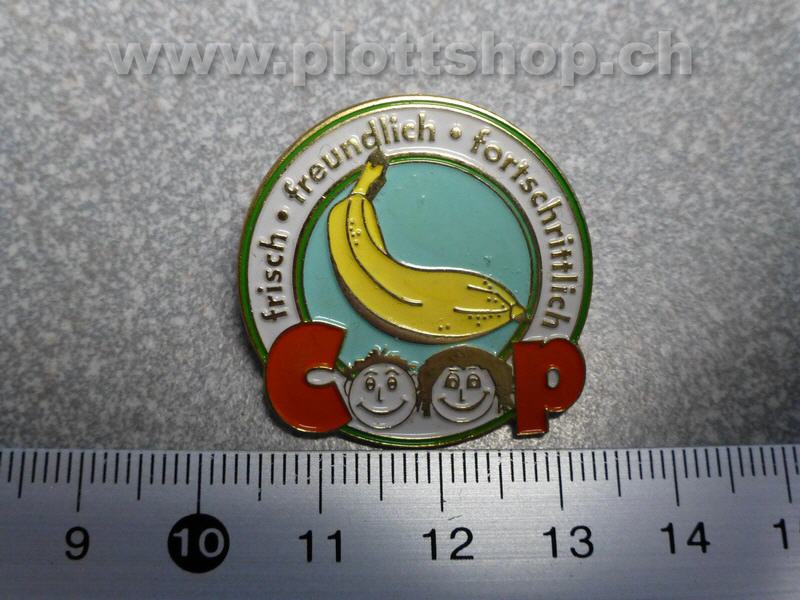 www.plottshop.ch
frisch • freundlich • fortschrittlich
Coop
9 10 11 12 13 14